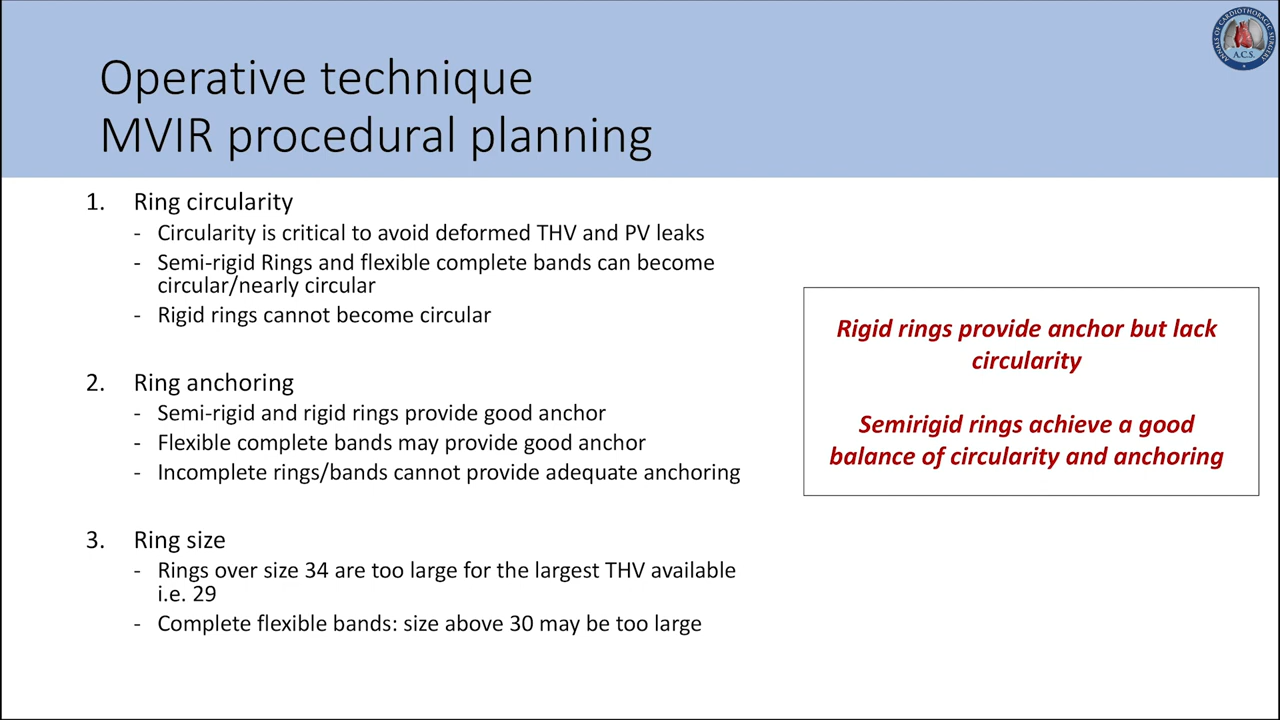 Operative technique
MVIR procedural planning
ANNALS OF CARDIOTHORACIC SURGERY
A.C.S.
1. Ring circularity
- Circularity is critical to avoid deformed THV and PV leaks
- Semi-rigid Rings and flexible complete bands can become
circular/nearly circular
- Rigid rings cannot become circular
2. Ring anchoring
- Semi-rigid and rigid rings provide good anchor
- Flexible complete bands may provide good anchor
- Incomplete rings/bands cannot provide adequate anchoring
3. Ring size
- Rings over size 34 are too large for the largest THV available
i.e. 29
- Complete flexible bands: size above 30 may be too large
Rigid rings provide anchor but lack
circularity
Semirigid rings achieve a good
balance of circularity and anchoring